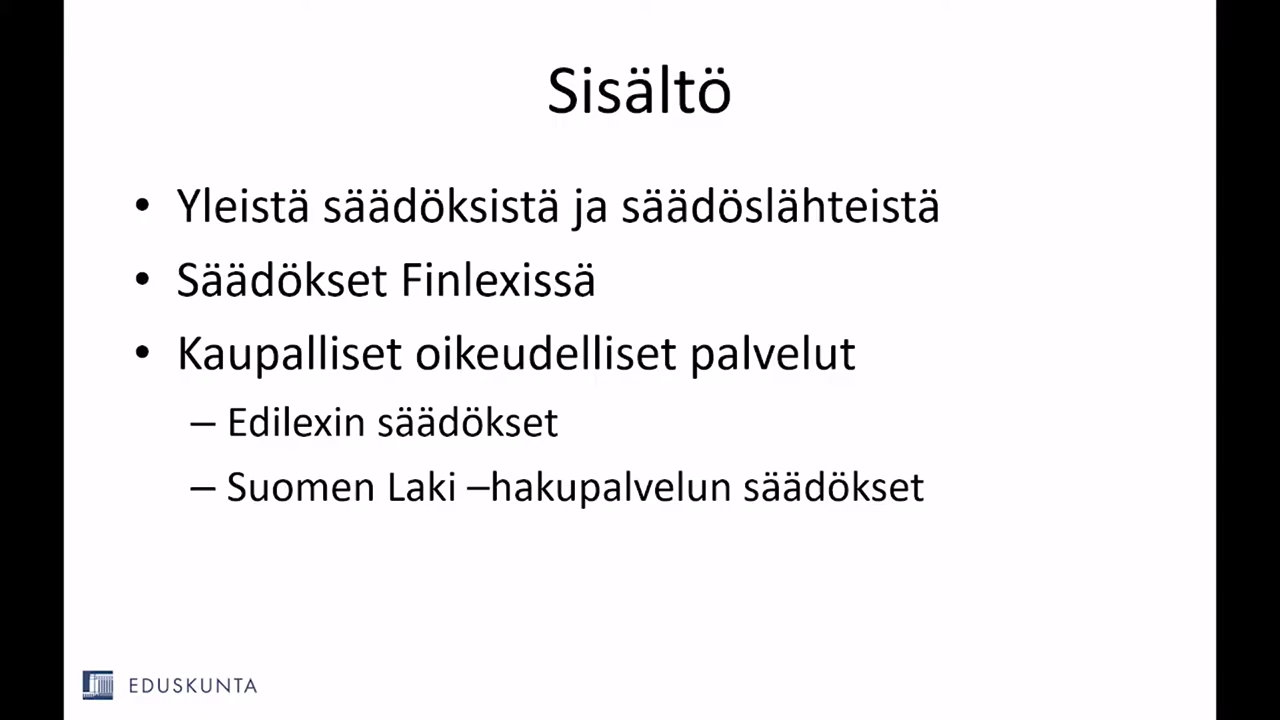 Sisältö
• Yleistä säädöksistä ja säädöslähteistä
• Säädökset Finlexissä
• Kaupalliset oikeudelliset palvelut
– Edilexin säädökset
– Suomen Laki –hakupalvelun säädökset
EDUSKUNTA